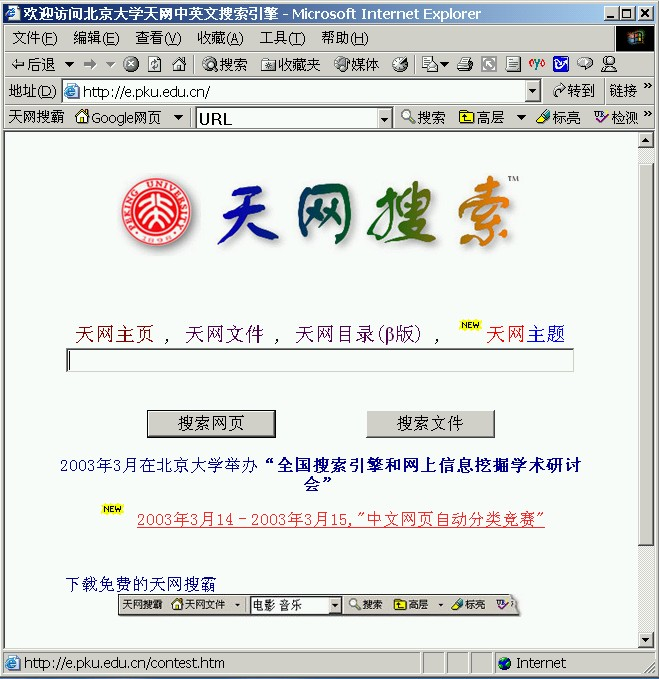 欢迎访问北京大学天网中英文搜索引擎 - Microsoft Internet Explorer
文件(F) 编辑(E) 查看(V) 收藏(A) 工具(T) 帮助(H)
后退 搜索 收藏夹 媒体
地址(D) http://e.pku.edu.cn/ 转到 链接 »
天网搜霸 Google网页 URL 搜索 高层 标亮 检测 »
PEKING UNIVERSITY 1898 天网搜索 ™
天网主页 , 天网文件 , 天网目录(β版) , NEW 天网主题
搜索网页 搜索文件
2003年3月在北京大学举办“全国搜索引擎和网上信息挖掘学术研讨
会”
NEW 2003年3月14－2003年3月15,"中文网页自动分类竞赛"
下载免费的天网搜霸
天网搜霸 天网文件 电影 音乐 搜索 高层 标亮
http://e.pku.edu.cn/contest.htm Internet